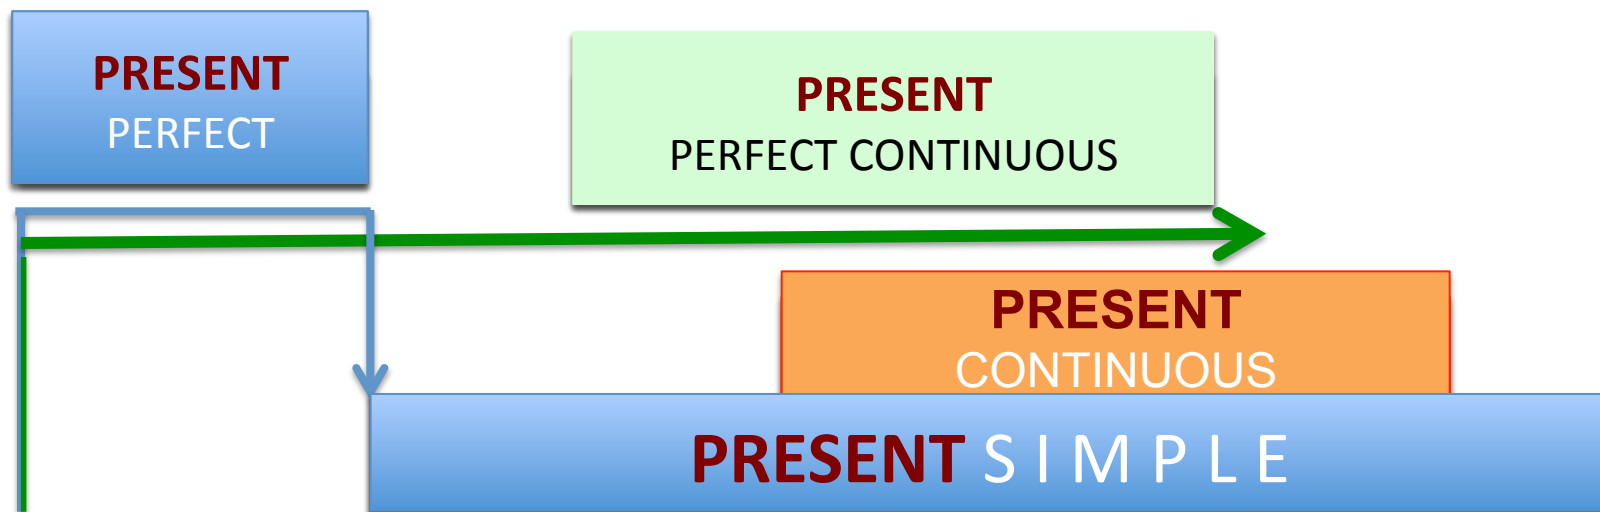 PRESENT
PERFECT
PRESENT
PERFECT CONTINUOUS
PRESENT
CONTINUOUS
PRESENT S I M P L E